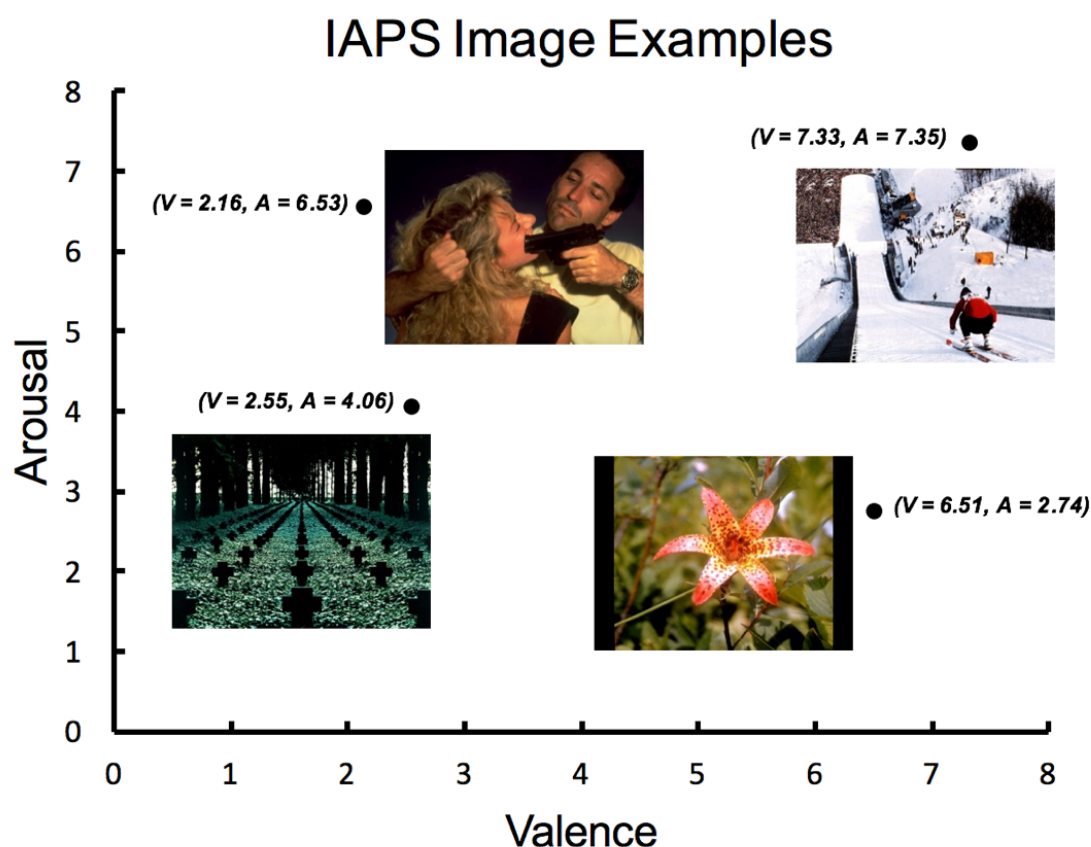 IAPS Image Examples
8
(V = 7.33, A = 7.35)
7
(V = 2.16, A = 6.53)
6
5
(V = 2.55, A = 4.06)
4
Arousal
3
(V = 6.51, A = 2.74)
2
1
0
0 1 2 3 4 5 6 7 8
Valence